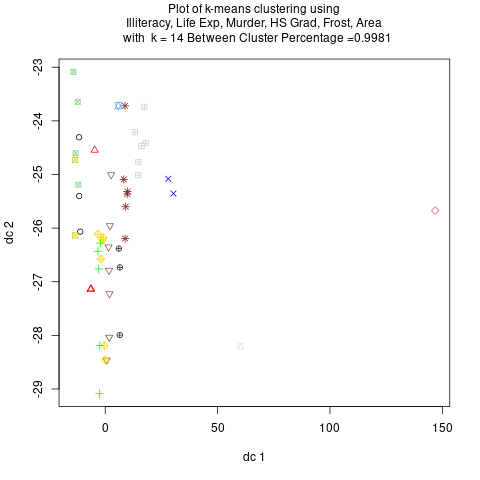 Plot of k-means clustering using
Illiteracy, Life Exp, Murder, HS Grad, Frost, Area
with k = 14 Between Cluster Percentage =0.9981
-23
-24
-25
-26
-27
-28
-29
dc 2
0
50
100
150
dc 1